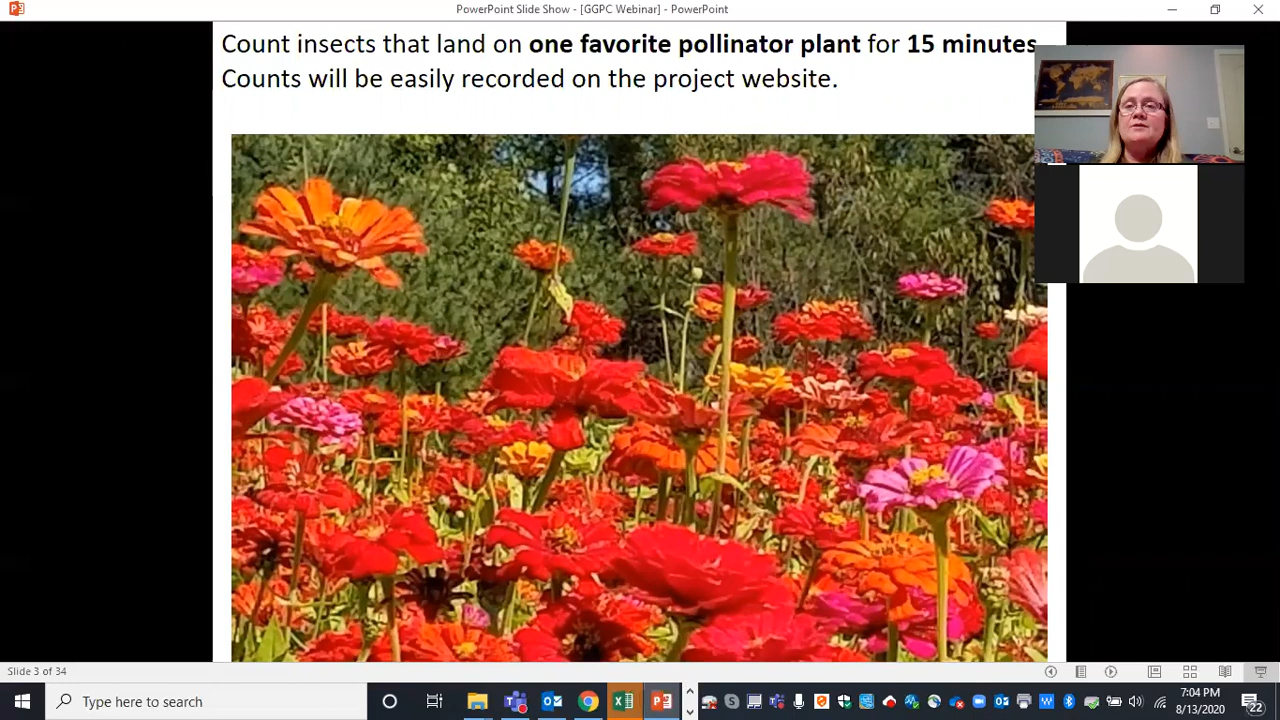 PowerPoint Slide Show - [GGPC Webinar] - PowerPoint
Count insects that land on one favorite pollinator plant for 15 minutes.
Counts will be easily recorded on the project website.
Slide 3 of 34
Type here to search
7:04 PM
8/13/2020
22